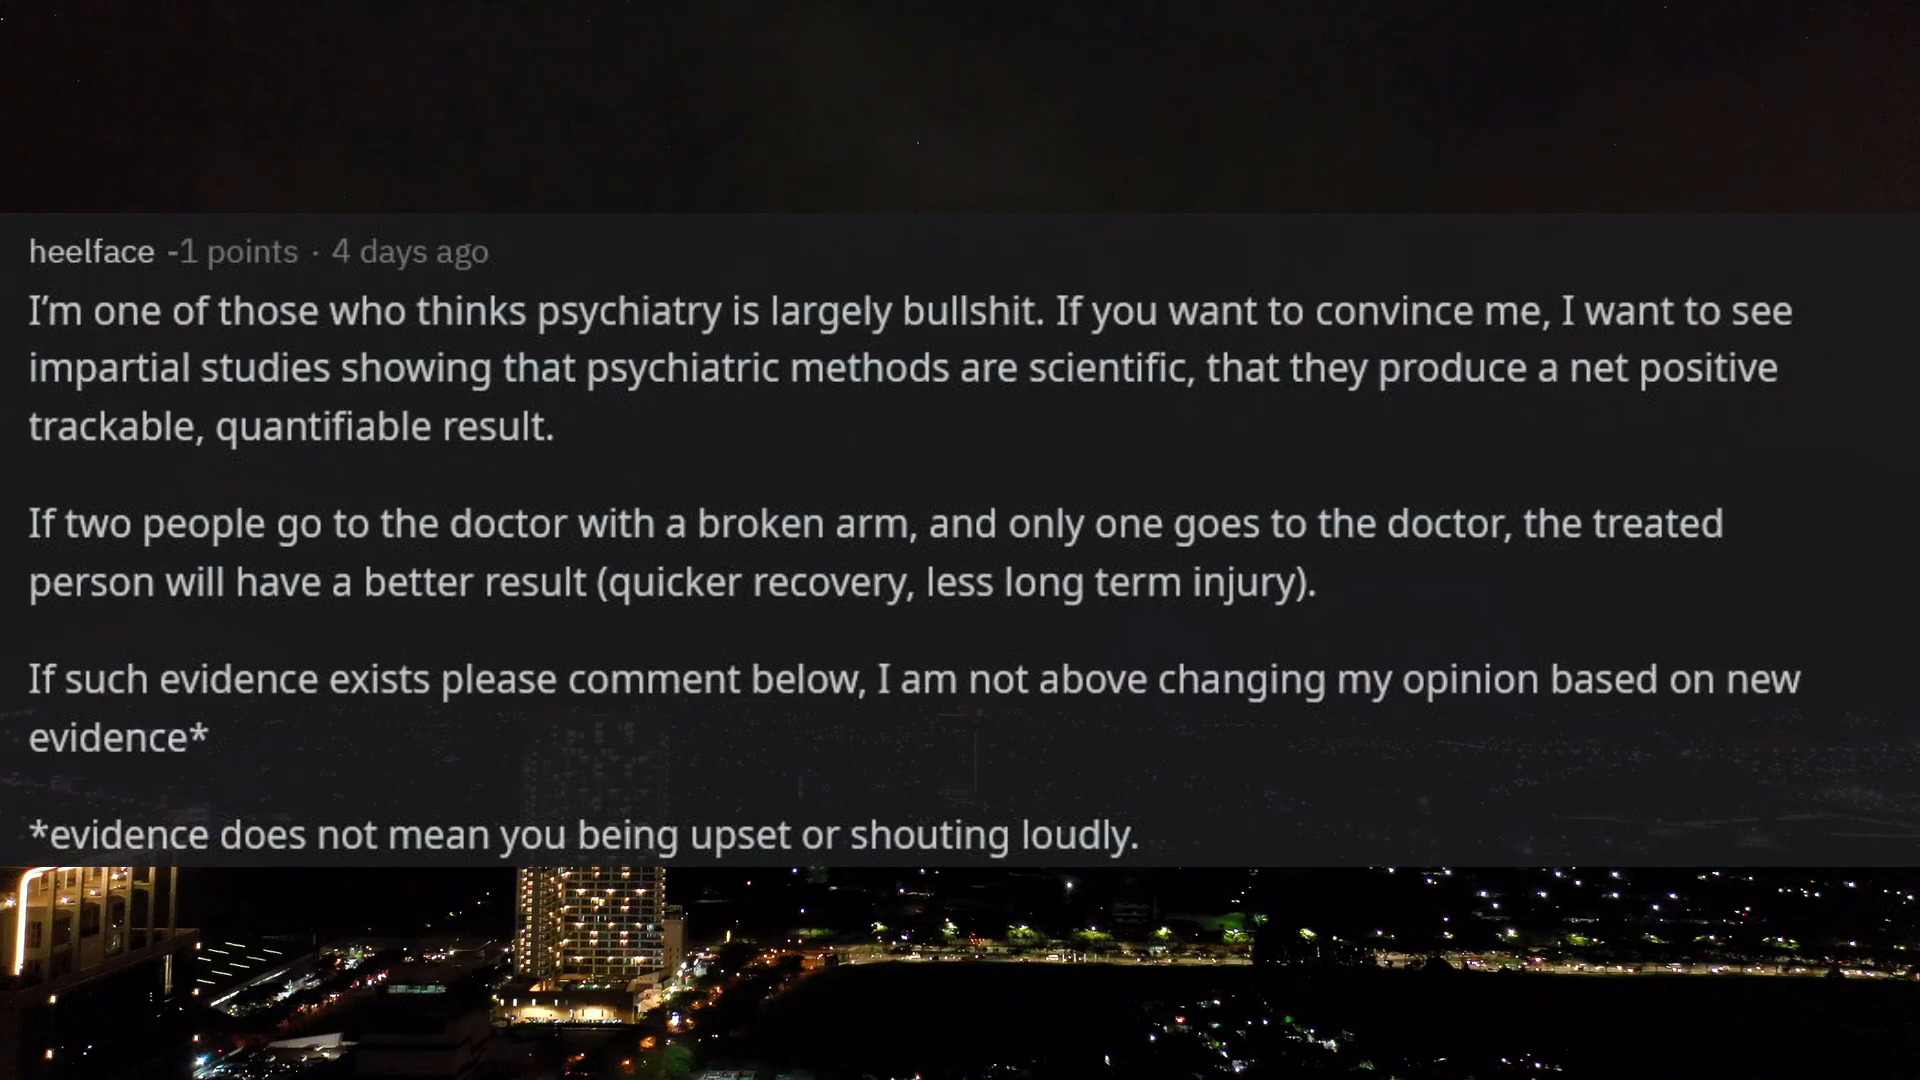 heelface -1 points · 4 days ago
I’m one of those who thinks psychiatry is largely bullshit. If you want to convince me, I want to see
impartial studies showing that psychiatric methods are scientific, that they produce a net positive
trackable, quantifiable result.
If two people go to the doctor with a broken arm, and only one goes to the doctor, the treated
person will have a better result (quicker recovery, less long term injury).
If such evidence exists please comment below, I am not above changing my opinion based on new
evidence*
*evidence does not mean you being upset or shouting loudly.